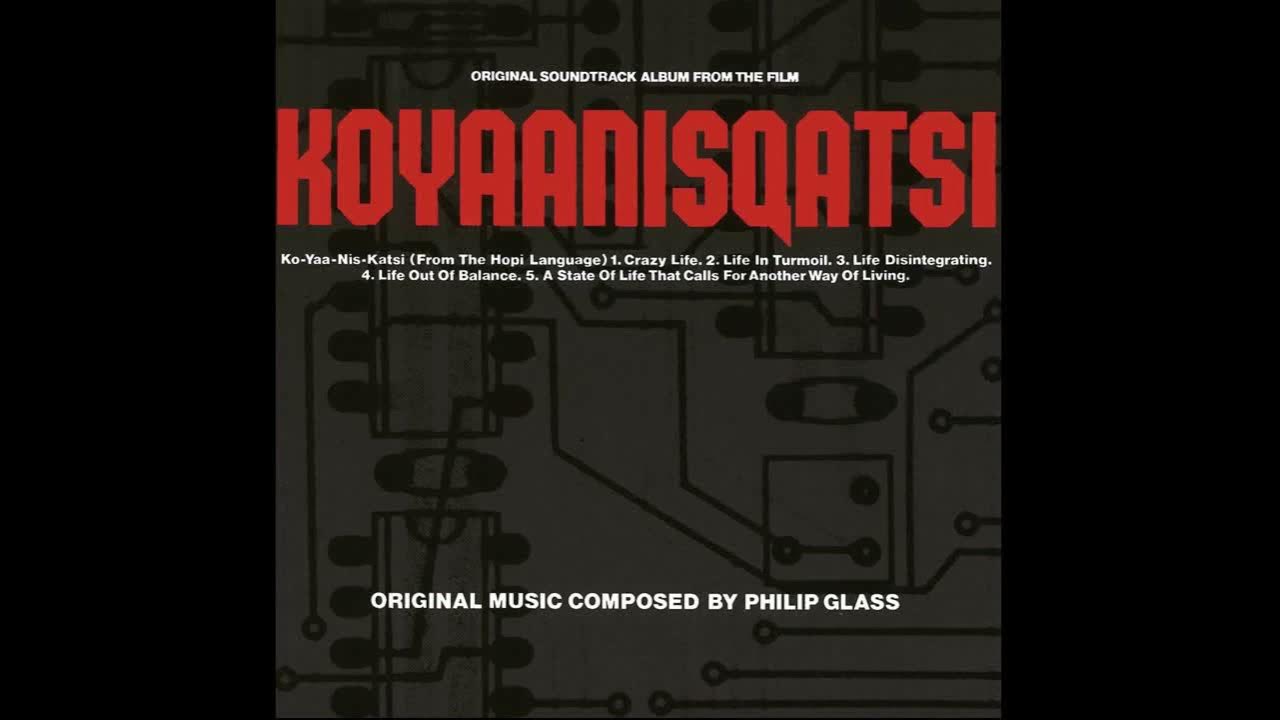 ORIGINAL SOUNDTRACK ALBUM FROM THE FILM
KOYAANISQATSI
Ko-Yaa-Nis-Katsi (From The Hopi Language) 1. Crazy Life. 2. Life In Turmoil. 3. Life Disintegrating.
4. Life Out Of Balance. 5. A State Of Life That Calls For Another Way Of Living.
ORIGINAL MUSIC COMPOSED BY PHILIP GLASS